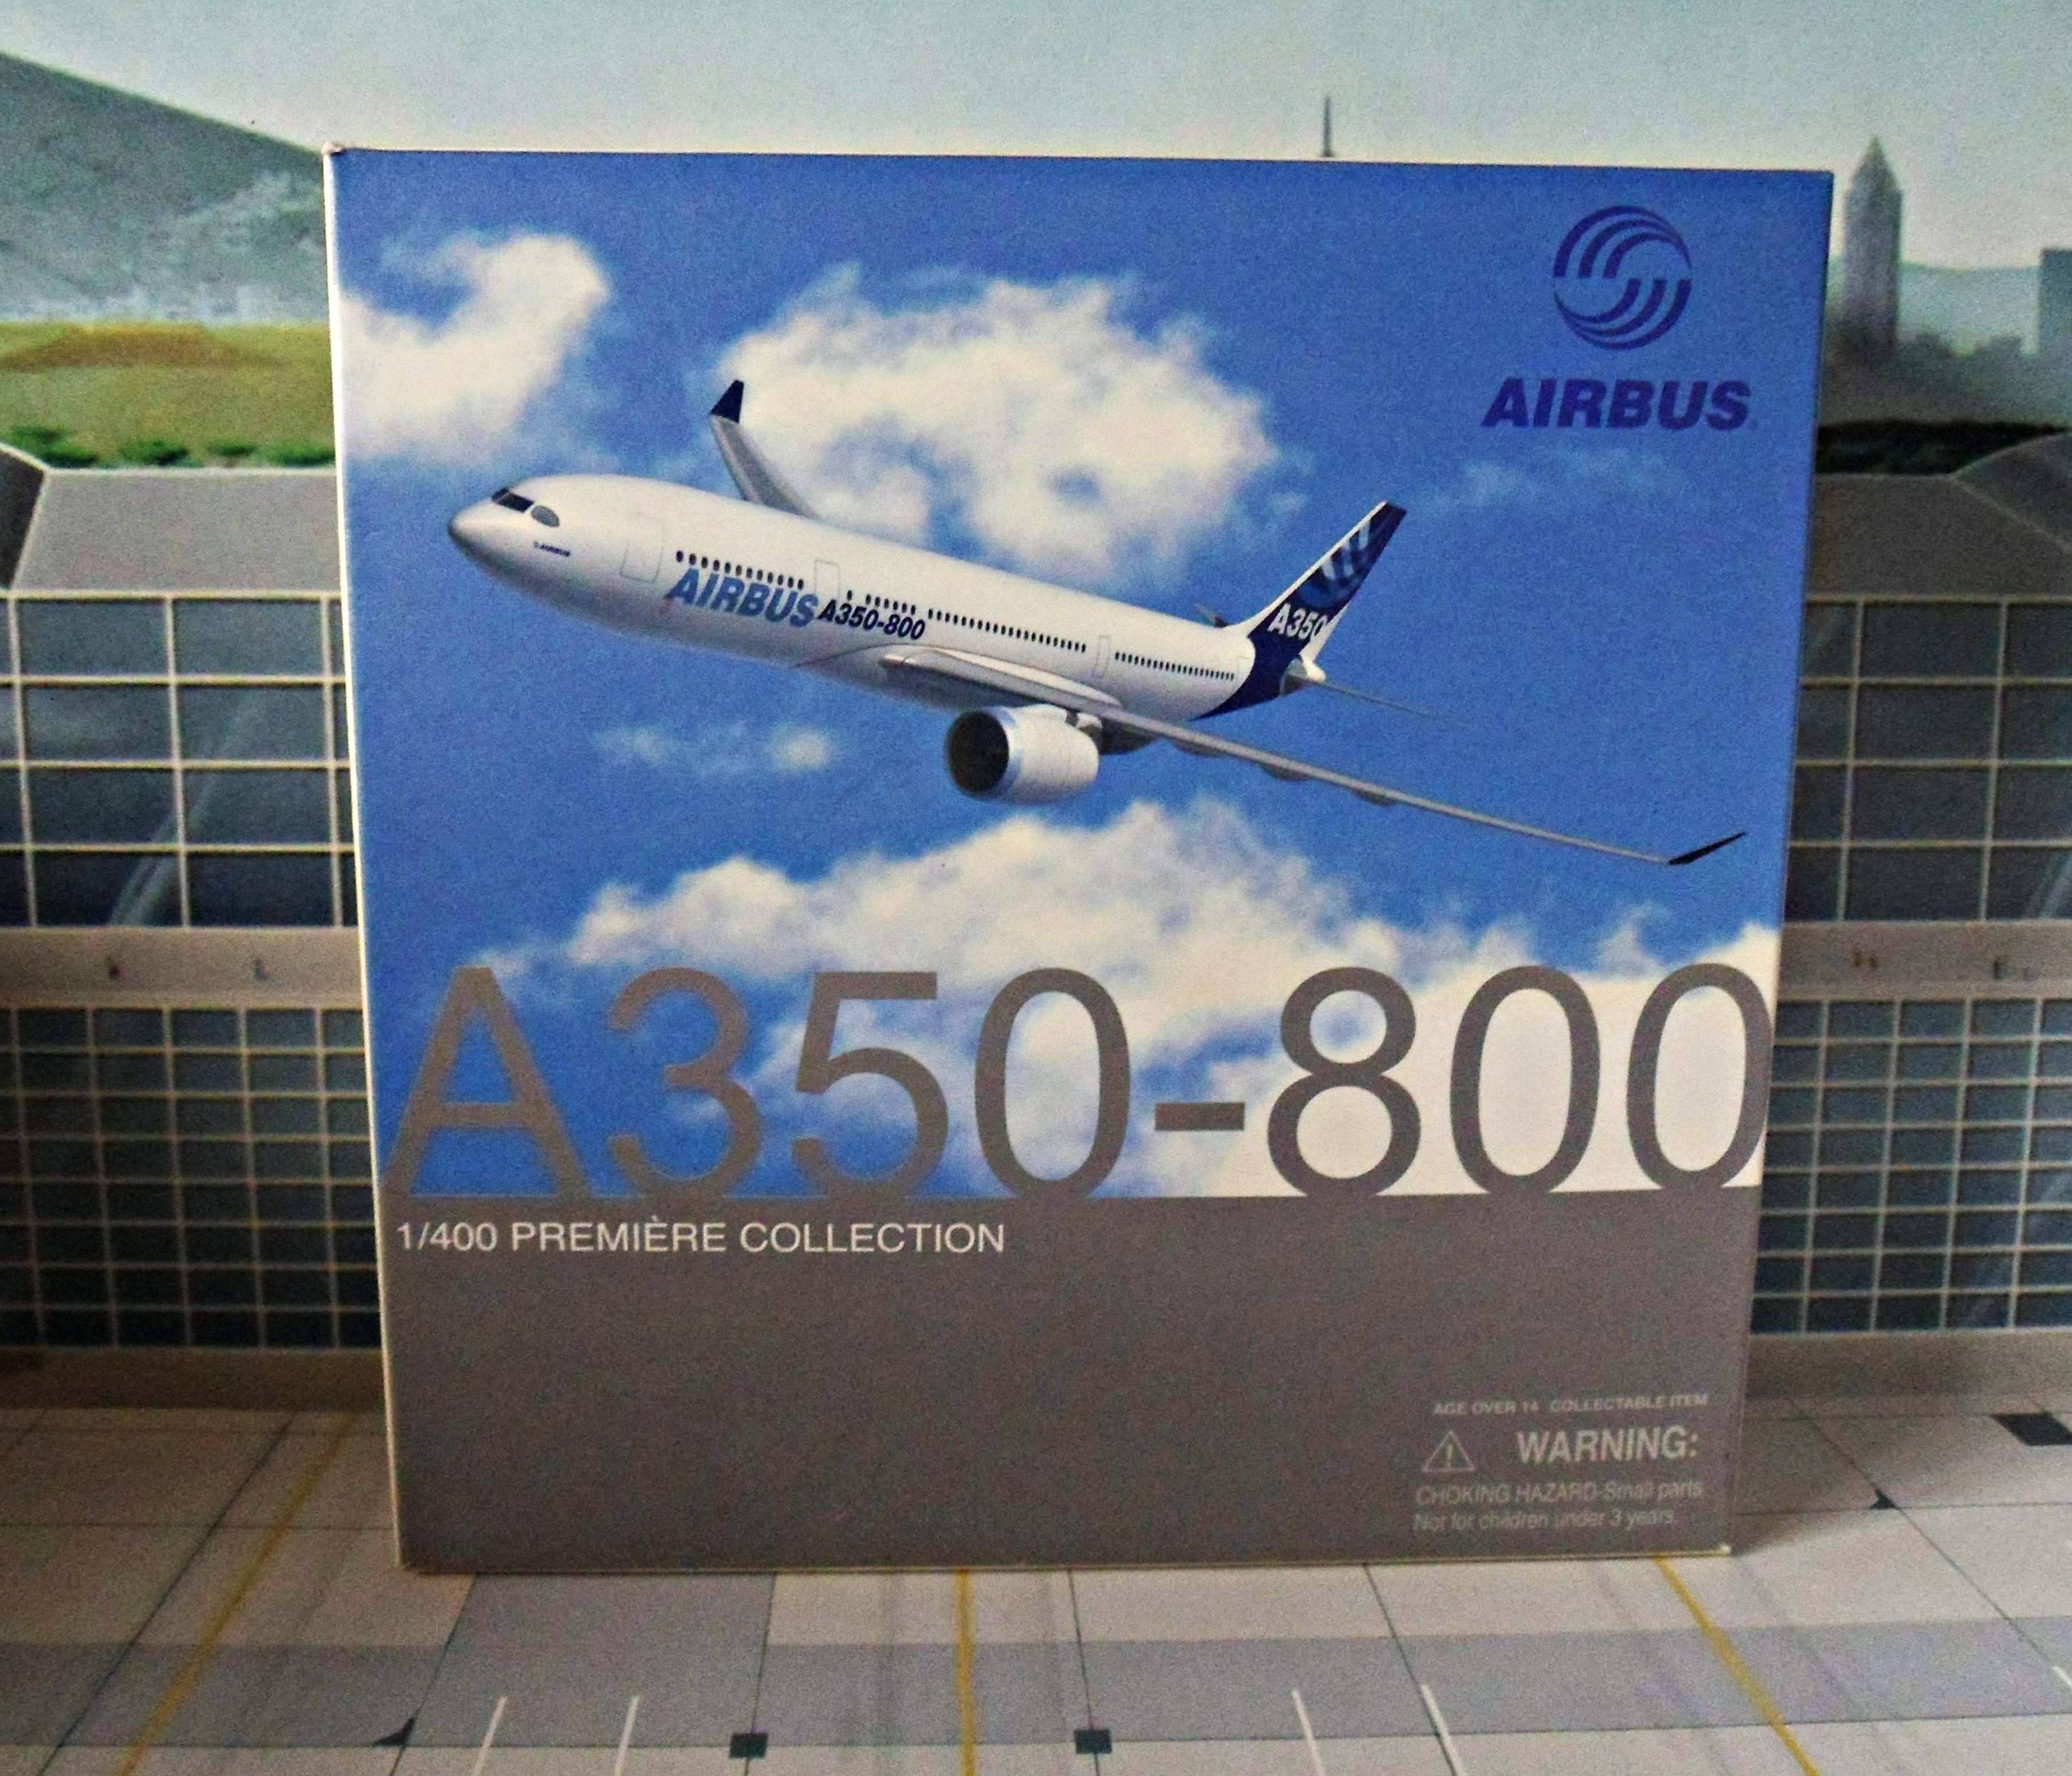 AIRBUS
AIRBUS
AIRBUS A350-800
A350
A350-800
1/400 PREMIÈRE COLLECTION
AGE OVER 14 COLLECTABLE ITEM
WARNING:
CHOKING HAZARD-Small parts
Not for children under 3 years.